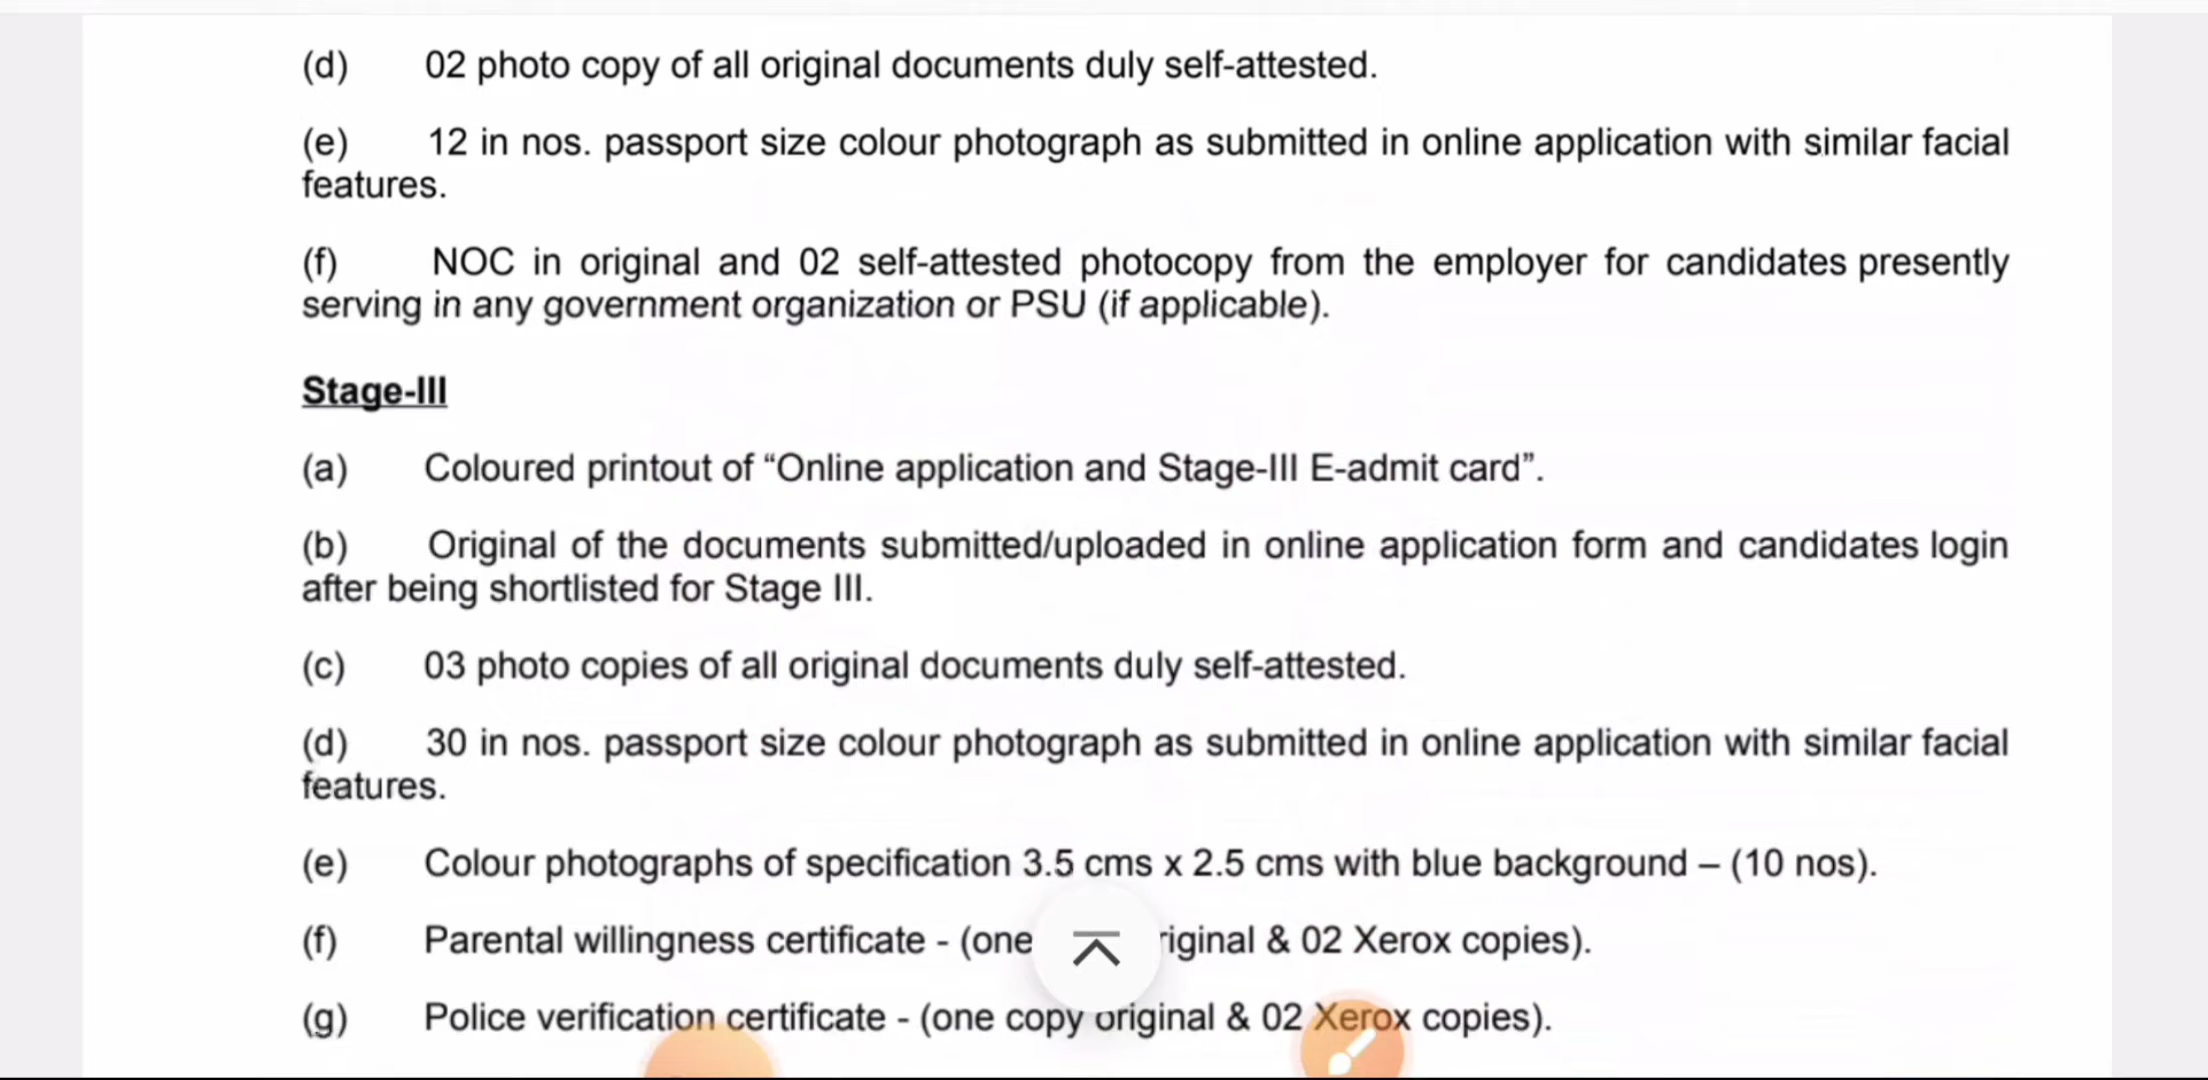 (d) 02 photo copy of all original documents duly self-attested.
(e) 12 in nos. passport size colour photograph as submitted in online application with similar facial
features.
(f) NOC in original and 02 self-attested photocopy from the employer for candidates presently
serving in any government organization or PSU (if applicable).
Stage-III
(a) Coloured printout of “Online application and Stage-III E-admit card”.
(b) Original of the documents submitted/uploaded in online application form and candidates login
after being shortlisted for Stage III.
(c) 03 photo copies of all original documents duly self-attested.
(d) 30 in nos. passport size colour photograph as submitted in online application with similar facial
features.
(e) Colour photographs of specification 3.5 cms x 2.5 cms with blue background – (10 nos).
(f) Parental willingness certificate - (one riginal & 02 Xerox copies).
(g) Police verification certificate - (one copy original & 02 Xerox copies).